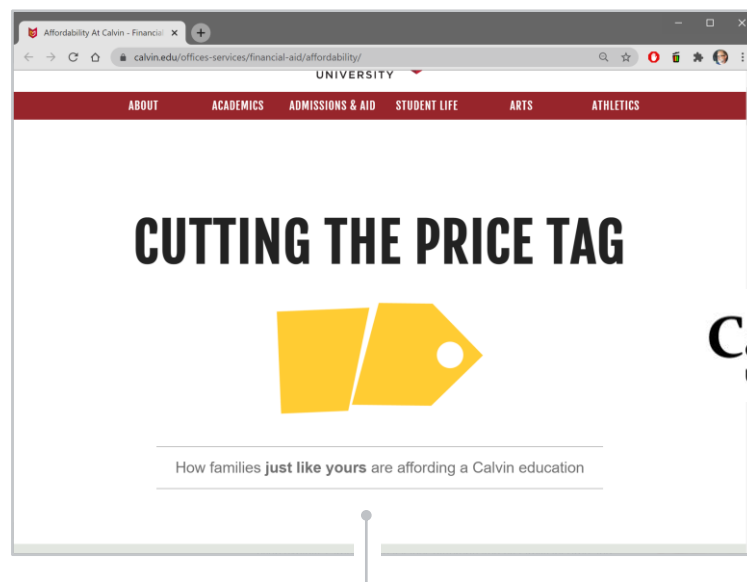 Affordability At Calvin - Financial
calvin.edu/offices-services/financial-aid/affordability/
UNIVERSITY
ABOUT ACADEMICS ADMISSIONS & AID STUDENT LIFE ARTS ATHLETICS
CUTTING THE PRICE TAG
How families just like yours are affording a Calvin education